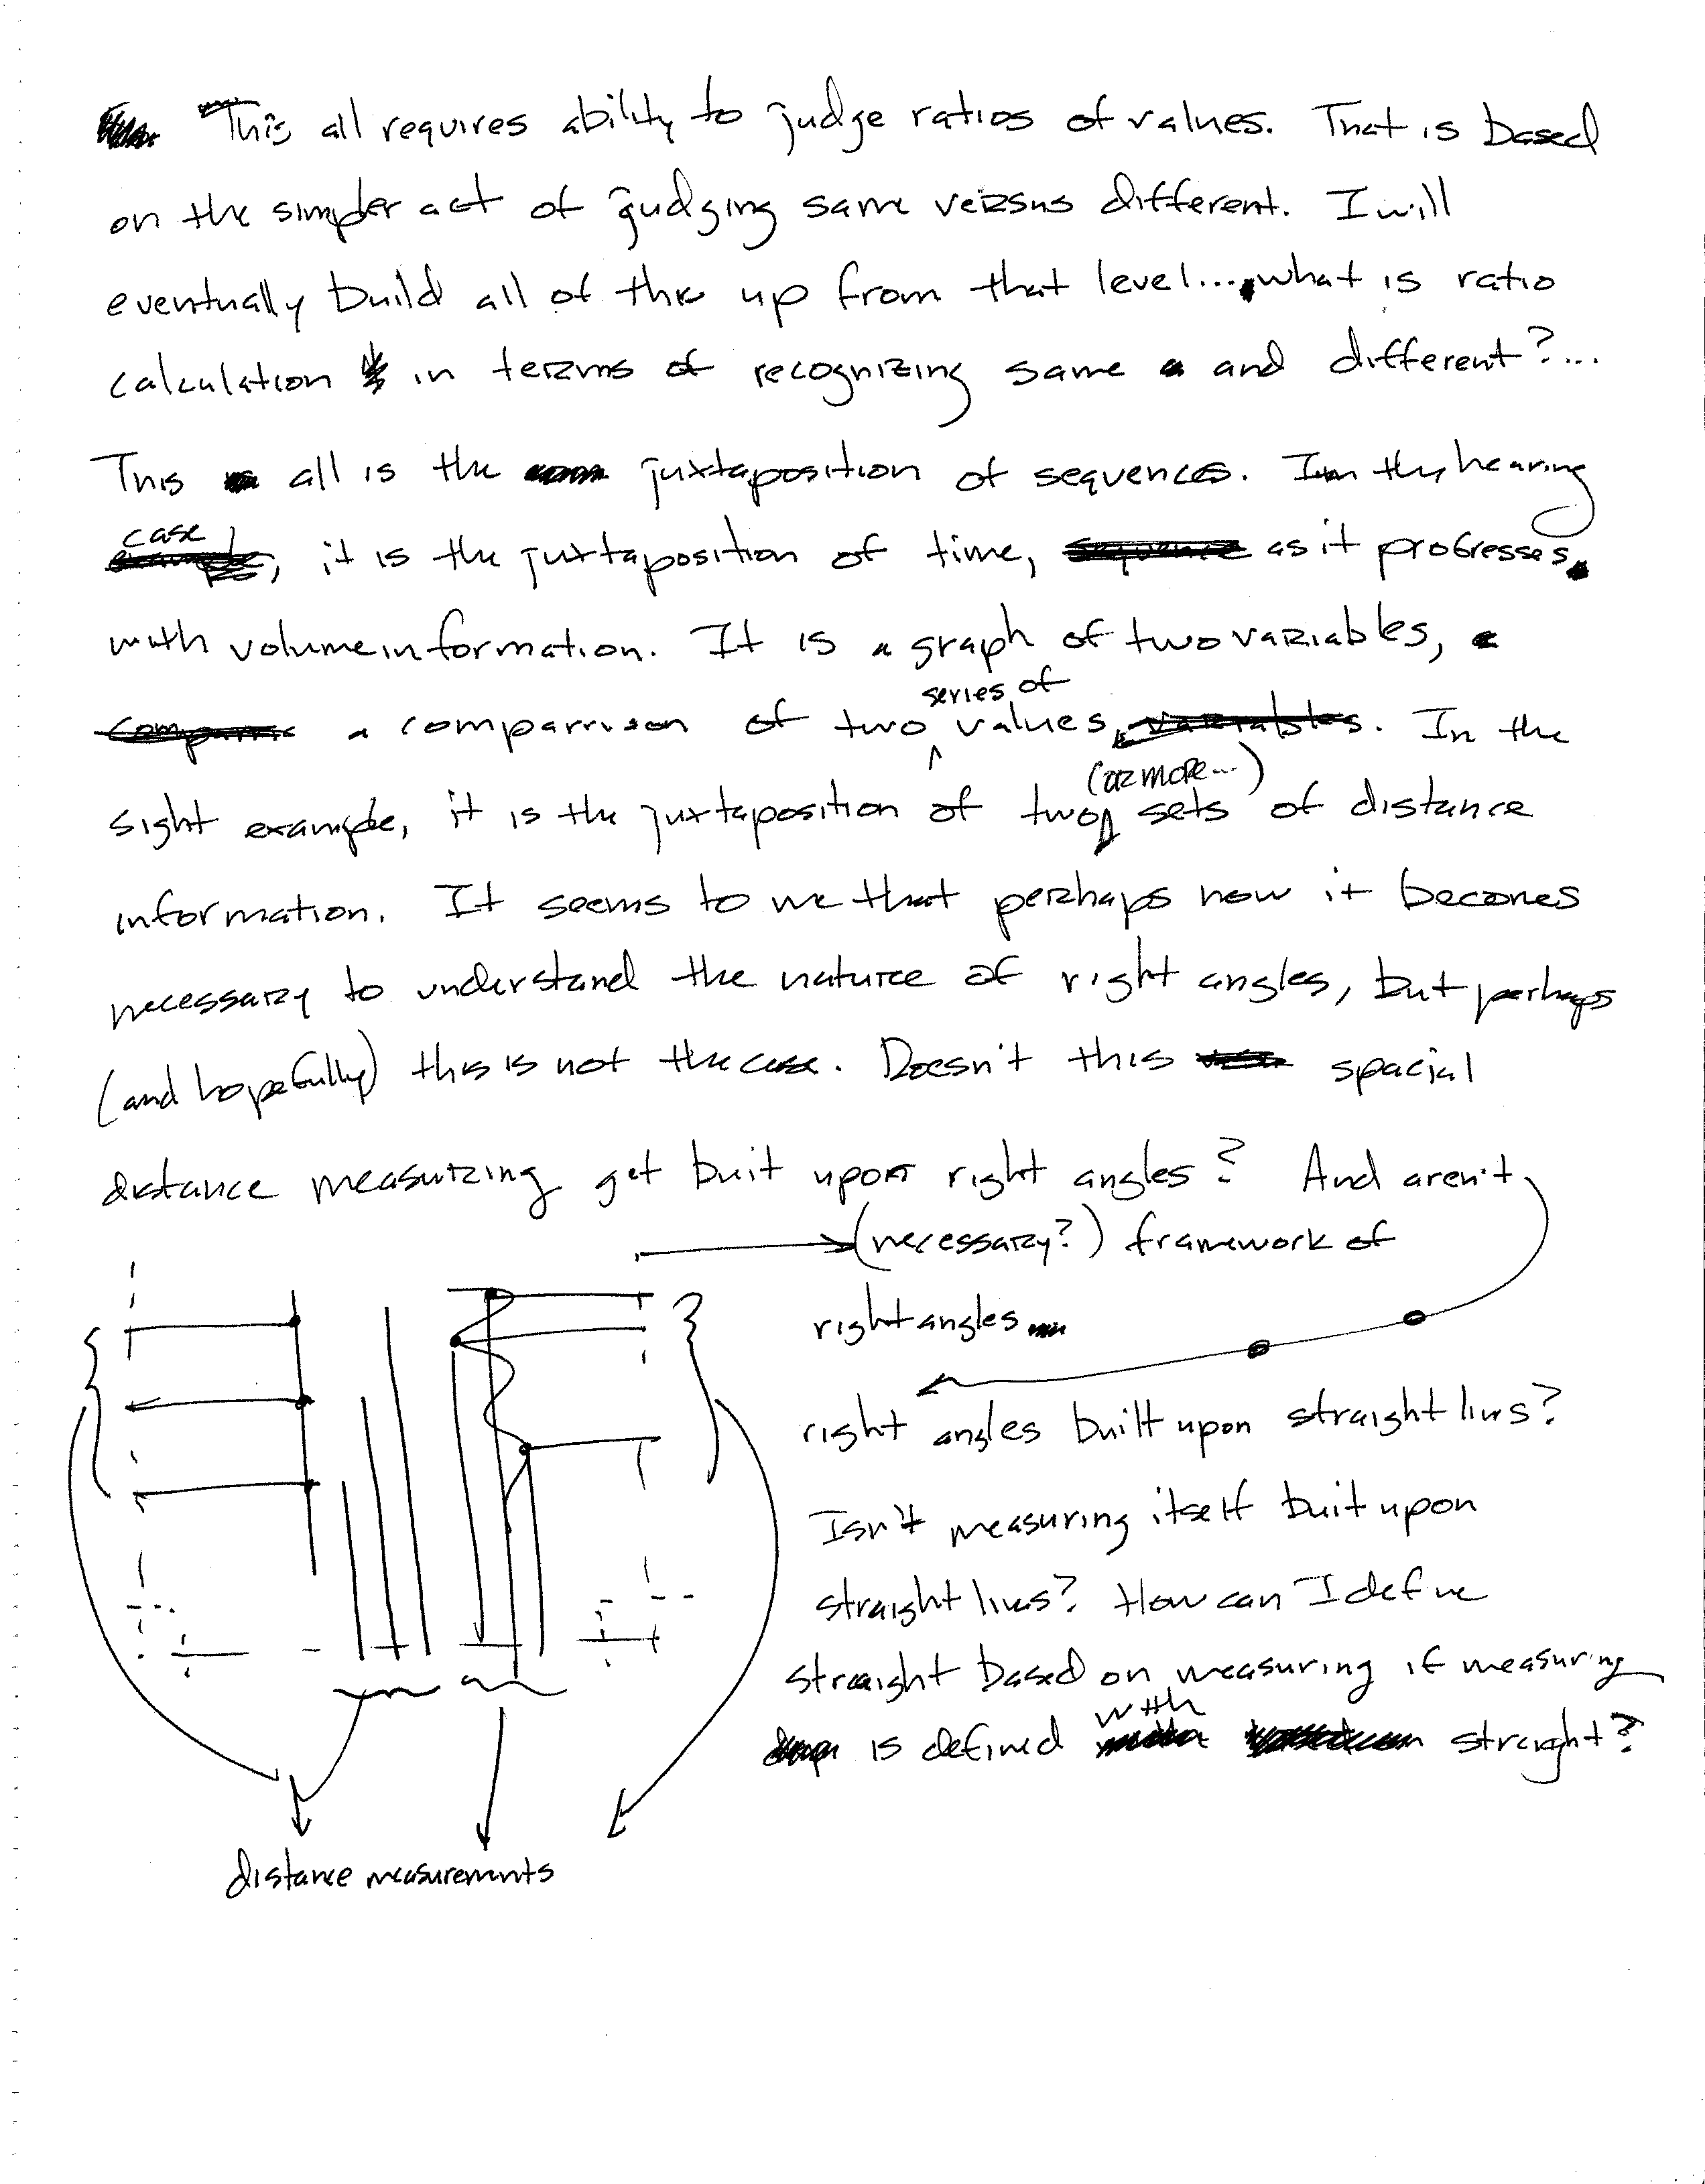 This all requires ability to judge ratios of values. That is based
on the simpler act of judging same versus different. I will
eventually build all of this up from that level... what is ratio
calculation in terms of recognizing same and different?...
This all is the juxtaposition of sequences. In the hearing
case, it is the juxtaposition of time, as it progresses,
with volume information. It is a graph of two variables,
a comparrison of two series of values. In the
sight example, it is the juxtaposition of two (or more...) sets of distance
information. It seems to me that perhaps now it becomes
necessary to understand the nature of right angles, but perhaps
(and hopefully) this is not the case. Doesn't this spacial
distance measuring get buit upon right angles? And aren't
right angles built upon straight lines?
Isn't measuring itself buit upon
straight lines? How can I define
straight based on measuring if measuring
is defined with straight?
(necessary?) framework of
right angles
distance measurements